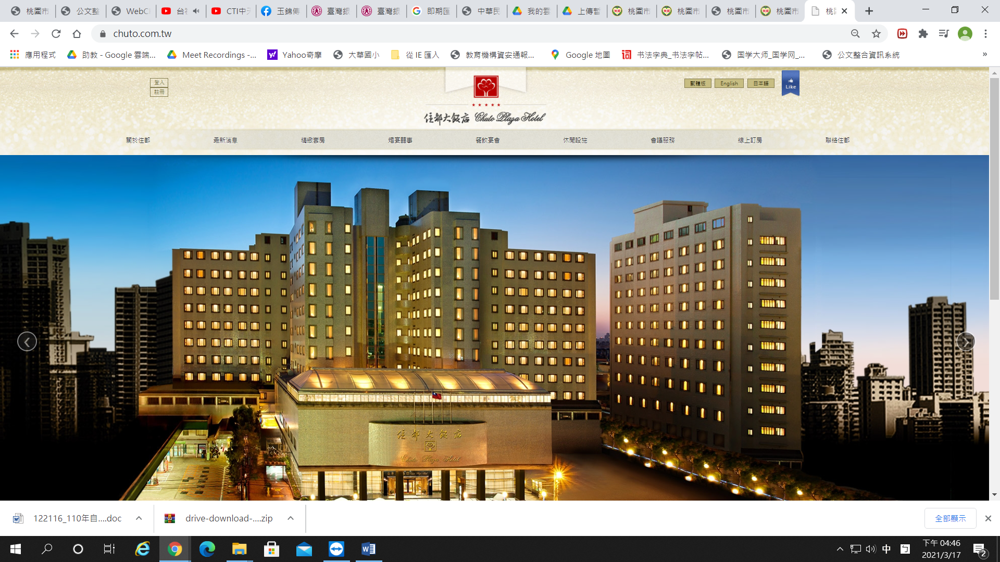 桃園市
公文整
WebC
台
CTI中
玉錦傳
臺灣銀
臺灣銀
即期匯
中華民
我的雲
上傳暫
桃園市
桃園市
桃園市
桃園市
桃
chuto.com.tw
應用程式
助教 - Google 雲端...
Meet Recordings -...
Yahoo奇摩
大華國小
從 IE 匯入
教育機構資安通報...
Google 地圖
书法字典_书法字帖...
国学大师_国学网_...
公文整合資訊系統
»
登入
註冊
繁體版
English
日本語
Like
住都大飯店 Chuto Plaza Hotel
關於住都
最新消息
精緻套房
婚宴囍事
餐飲宴會
休閒設施
會議服務
線上訂房
聯絡住都
住都大飯店
Chuto Plaza Hotel
122116_110年自....doc
drive-download-....zip
全部顯示
中
下午 04:46
2021/3/17
2